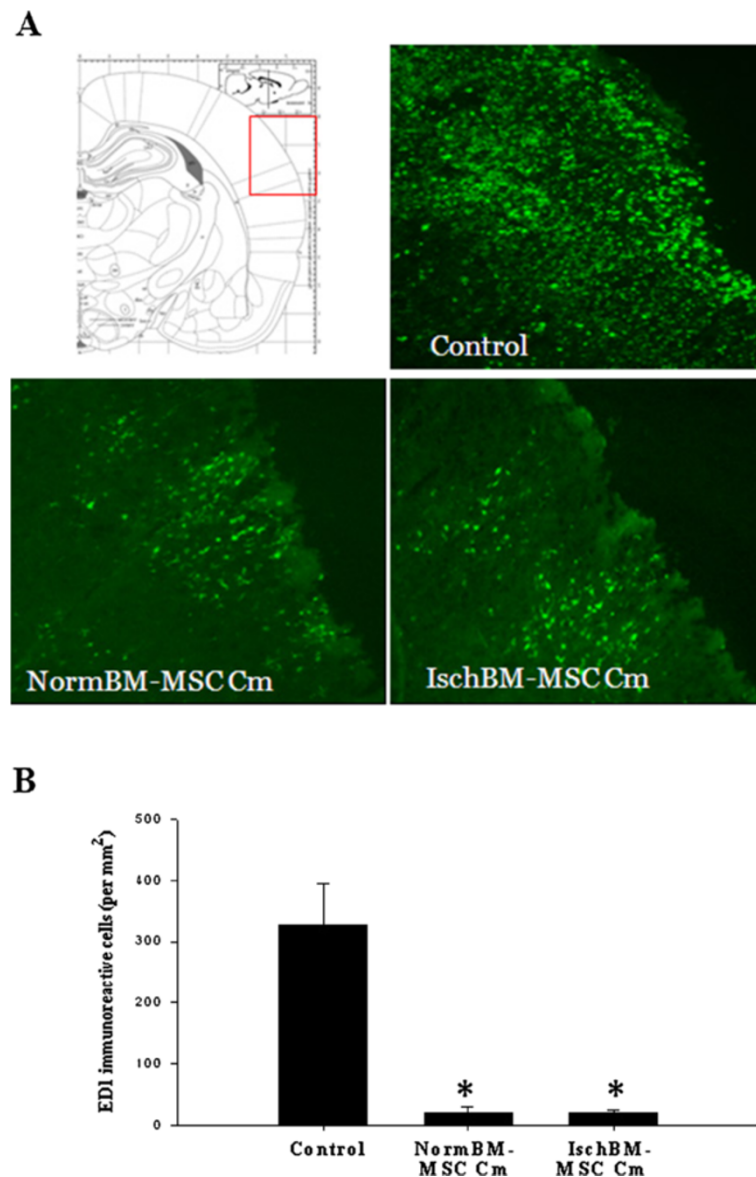 A
Control
NormBM-MSC Cm
IschBM-MSC Cm
B
ED1 immunoreactive cells (per mm²)
500
400
300
200
100
0
Control
NormBM-
MSC Cm
IschBM-
MSC Cm
*
*